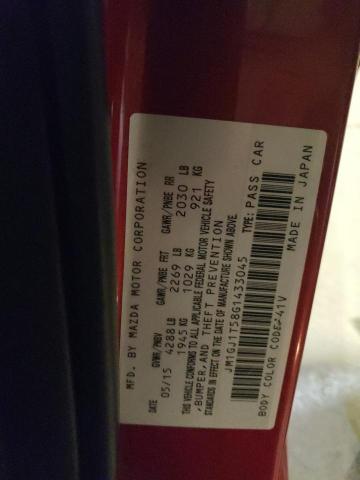 MFD. BY MAZDA MOTOR CORPORATION
DATE GVWR/PNBV GAWR/PNBE FRT GAWR/PNBE RR
05/15 4288 LB 2269 LB 2030 LB
1945 KG 1029 KG 921 KG
THIS VEHICLE CONFORMS TO ALL APPLICABLE FEDERAL MOTOR VEHICLE SAFETY
, BUMPER, AND THEFT PREVENTION
STANDARDS IN EFFECT ON THE DATE OF MANUFACTURE SHOWN ABOVE.
JM1GJ1T58G1433045 TYPE: PASS CAR
BODY COLOR CODE: 41V MADE IN JAPAN